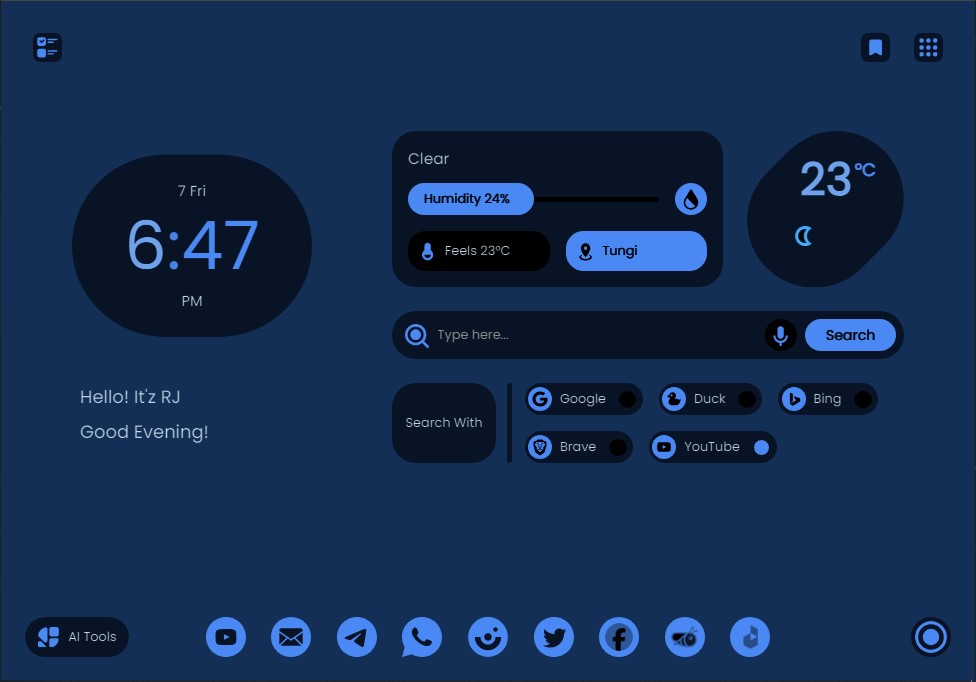 7 Fri
6:47
PM
Hello! It'z RJ
Good Evening!
Clear
Humidity 24%
Feels 23°C
Tungi
23°C
Type here...
Search
Search With
Google
Duck
Bing
Brave
YouTube
AI Tools